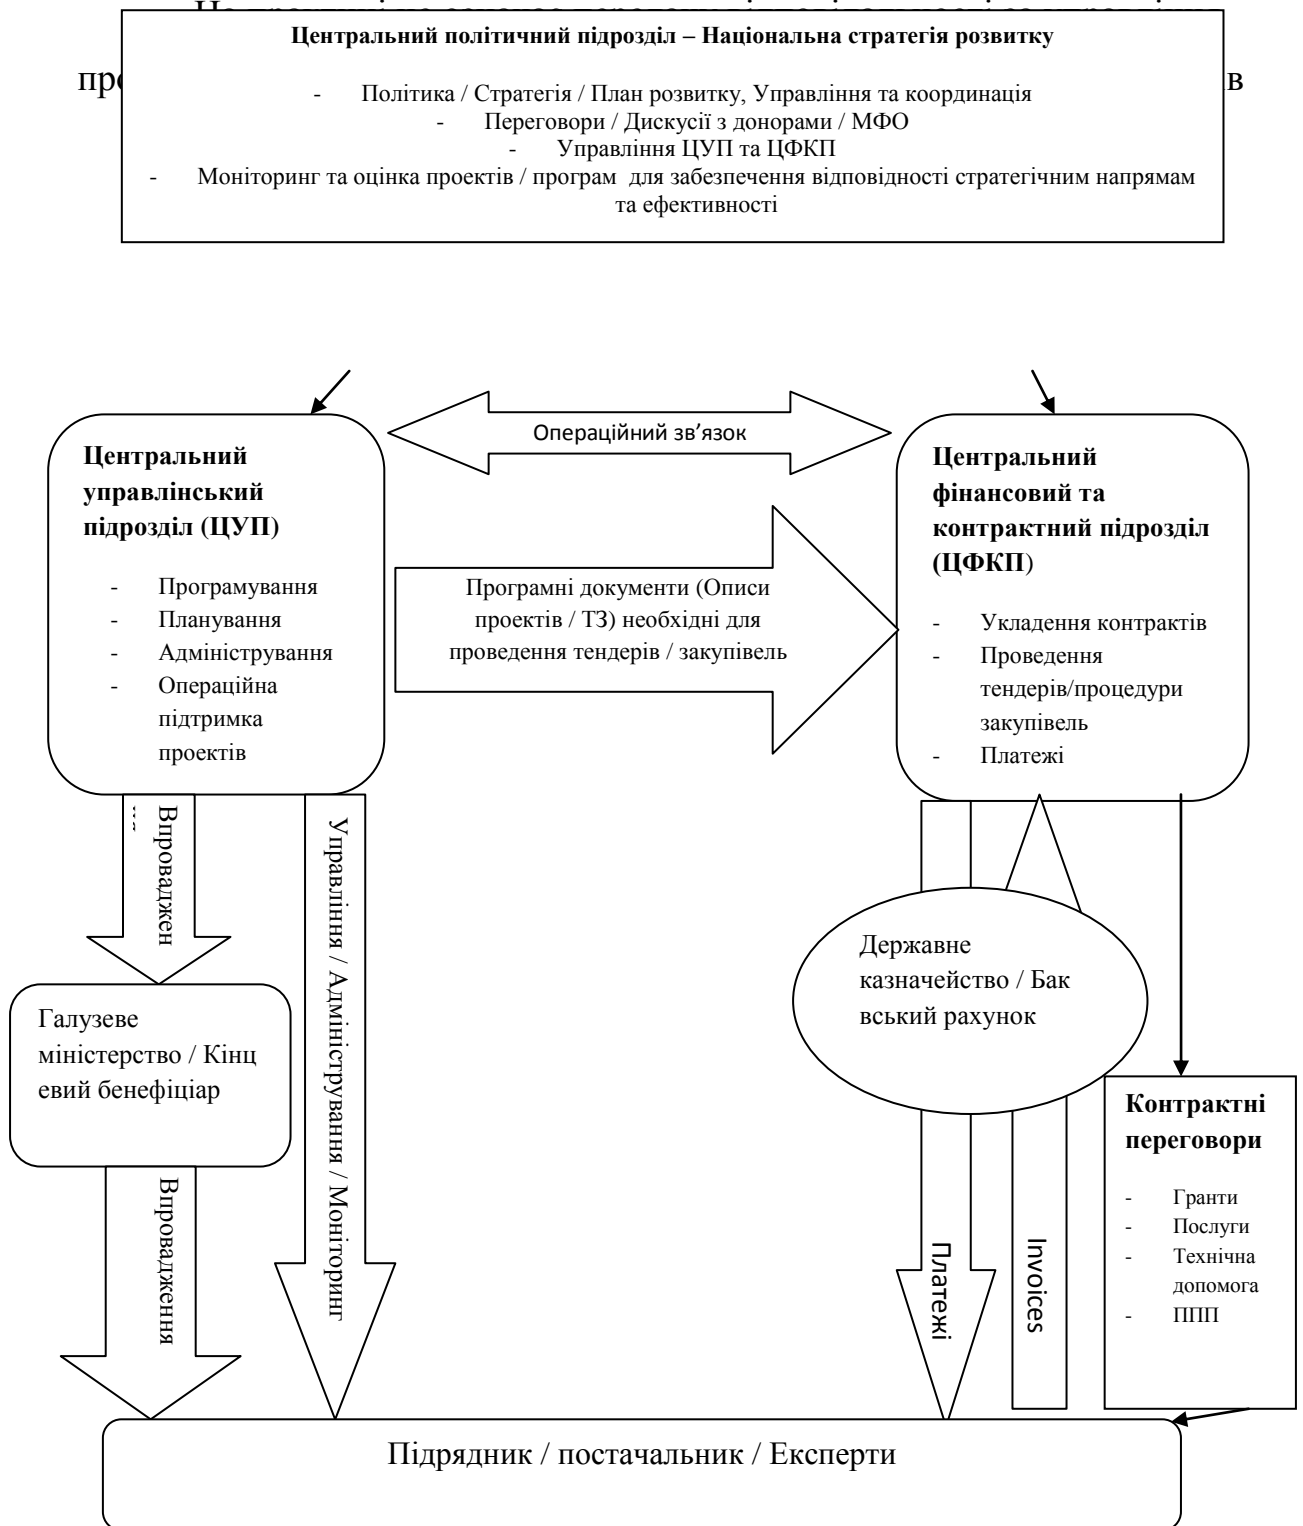 Центральний політичний підрозділ – Національна стратегія розвитку
про
ів
- Політика / Стратегія / План розвитку, Управління та координація
- Переговори / Дискусії з донорами / МФО
- Управління ЦУП та ЦФКП
- Моніторинг та оцінка проектів / програм для забезпечення відповідності стратегічним напрямам
та ефективності
Операційний зв’язок
Центральний
управлінський
підрозділ (ЦУП)
- Програмування
- Планування
- Адміністрування
- Операційна
підтримка
проектів
Програмні документи (Описи
проектів / ТЗ) необхідні для
проведення тендерів / закупівель
Центральний
фінансовий та
контрактний підрозділ
(ЦФКП)
- Укладення контрактів
- Проведення
тендерів/процедури
закупівель
- Платежі
Впроваджен
Управління / Адміністрування / Моніторинг
Державне
казначейство / Бак
вський рахунок
Галузеве
міністерство / Кінц
евий бенефіціар
Контрактні
переговори
- Гранти
- Послуги
- Технічна
допомога
- ППП
Впровадження
Платежі
Invoices
Підрядник / постачальник / Експерти